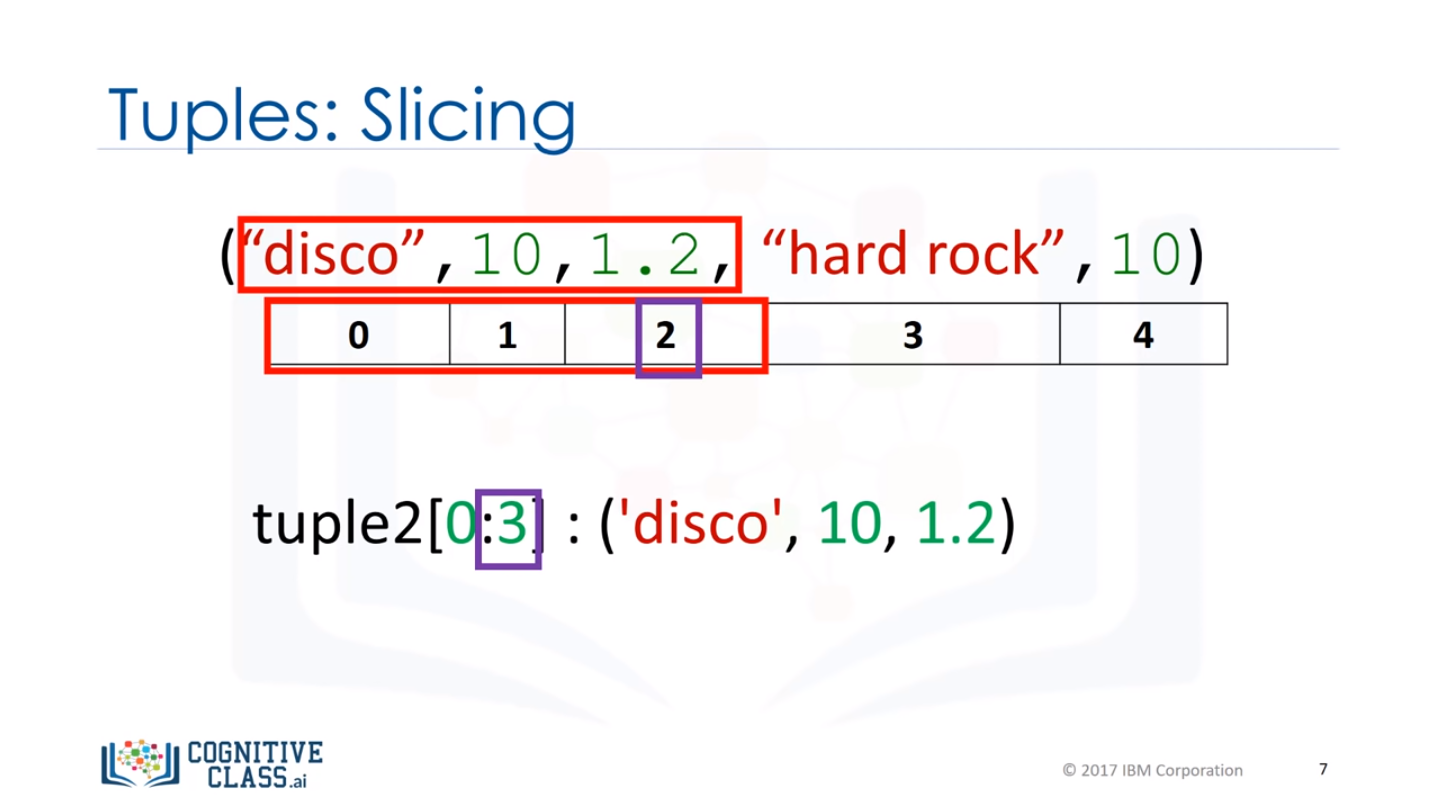 Tuples: Slicing
(“disco”, 10, 1.2, “hard rock”, 10)
0 1 2 3 4
tuple2[0:3] : ('disco', 10, 1.2)
COGNITIVE
CLASS.ai
© 2017 IBM Corporation 7